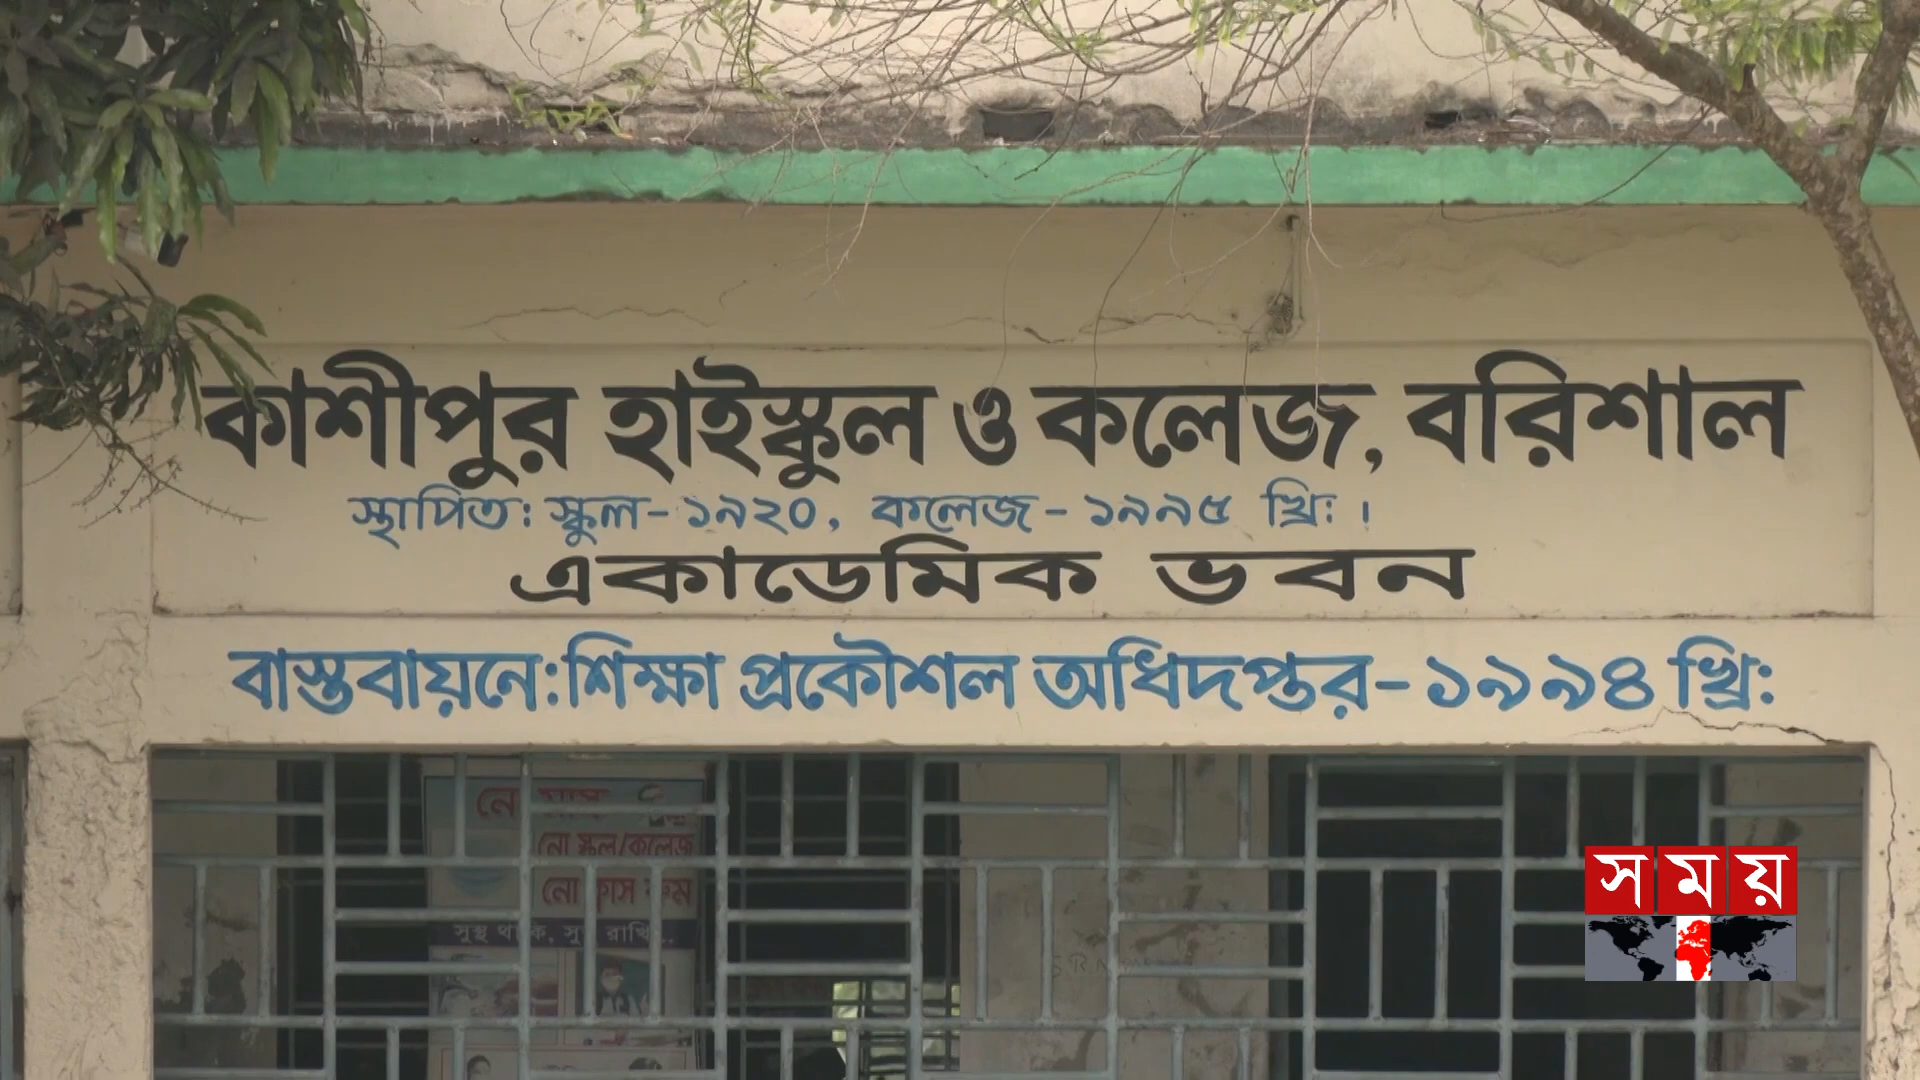 কাশীপুর হাইস্কুল ও কলেজ, বরিশাল
স্থাপিত: স্কুল- ১৯২০, কলেজ- ১৯৯৫ খ্রি: ।
একাডেমিক ভবন
বাস্তবায়নে: শিক্ষা প্রকৌশল অধিদপ্তর- ১৯৯৪ খ্রি:
নো
নো স্কুল/কলেজ
নো ক্লাস রুম
সুস্থ থাকি,
সময়